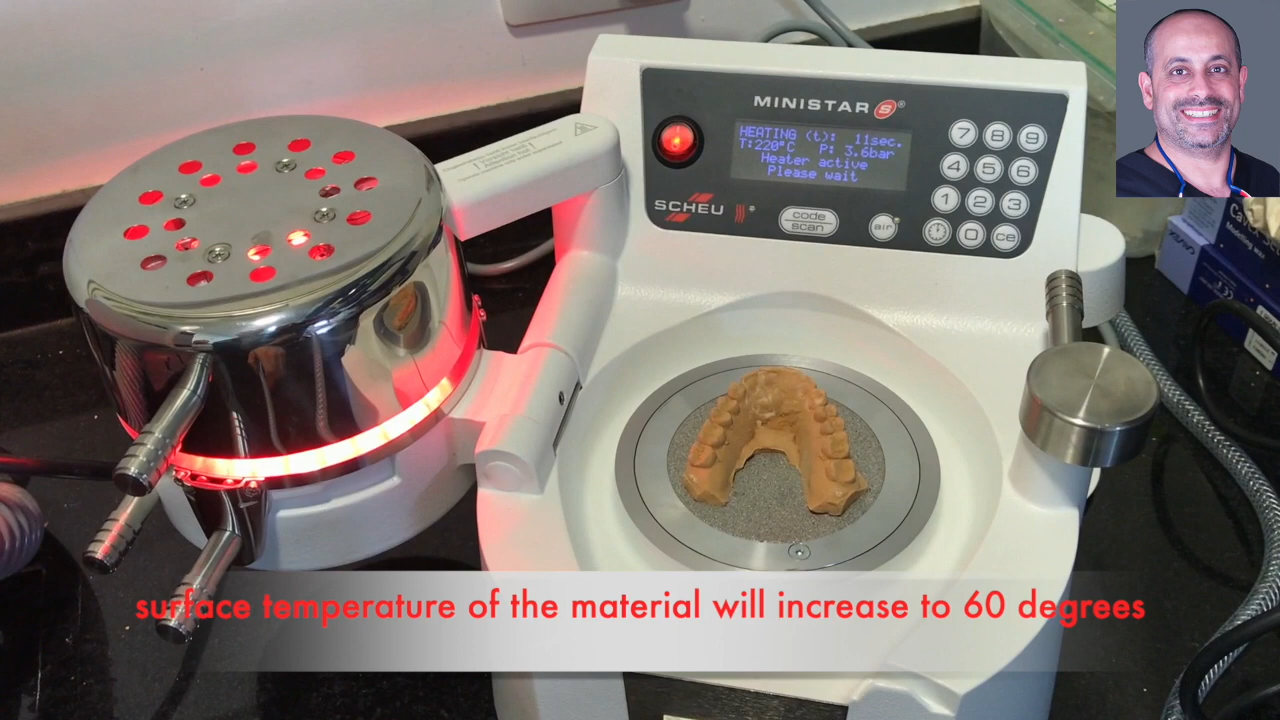 MINISTAR S®
HEATING (t): 11sec.
T:220°C P: 3.6bar
Heater active
Please wait
SCHEU
code
scan
air
7 8 9
4 5 6
1 2 3
0 ce
surface temperature of the material will increase to 60 degrees